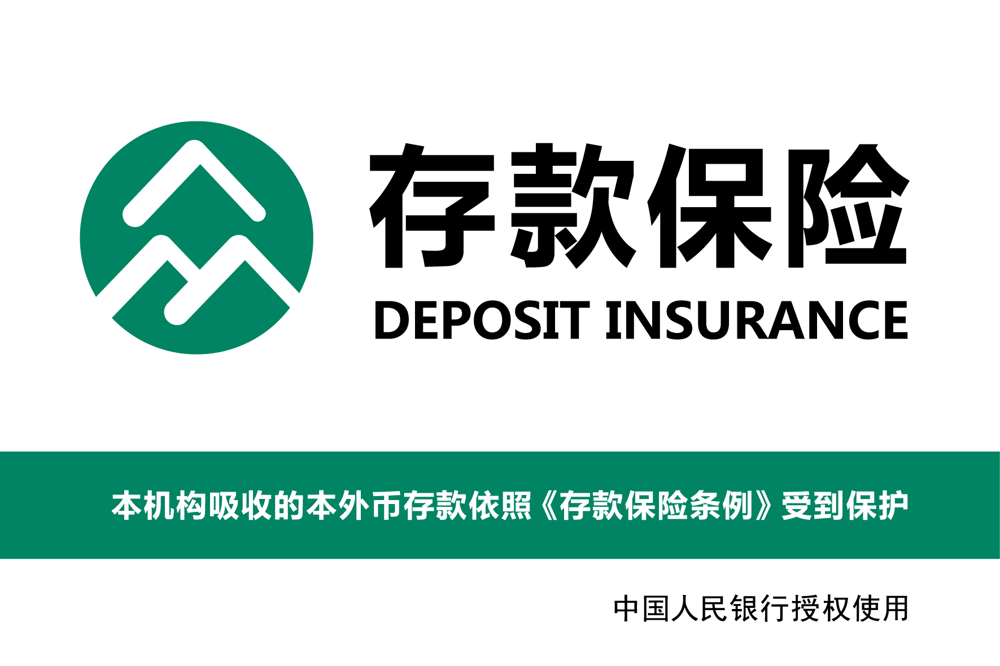 存款保险
DEPOSIT INSURANCE
本机构吸收的本外币存款依照《存款保险条例》受到保护
中国人民银行授权使用